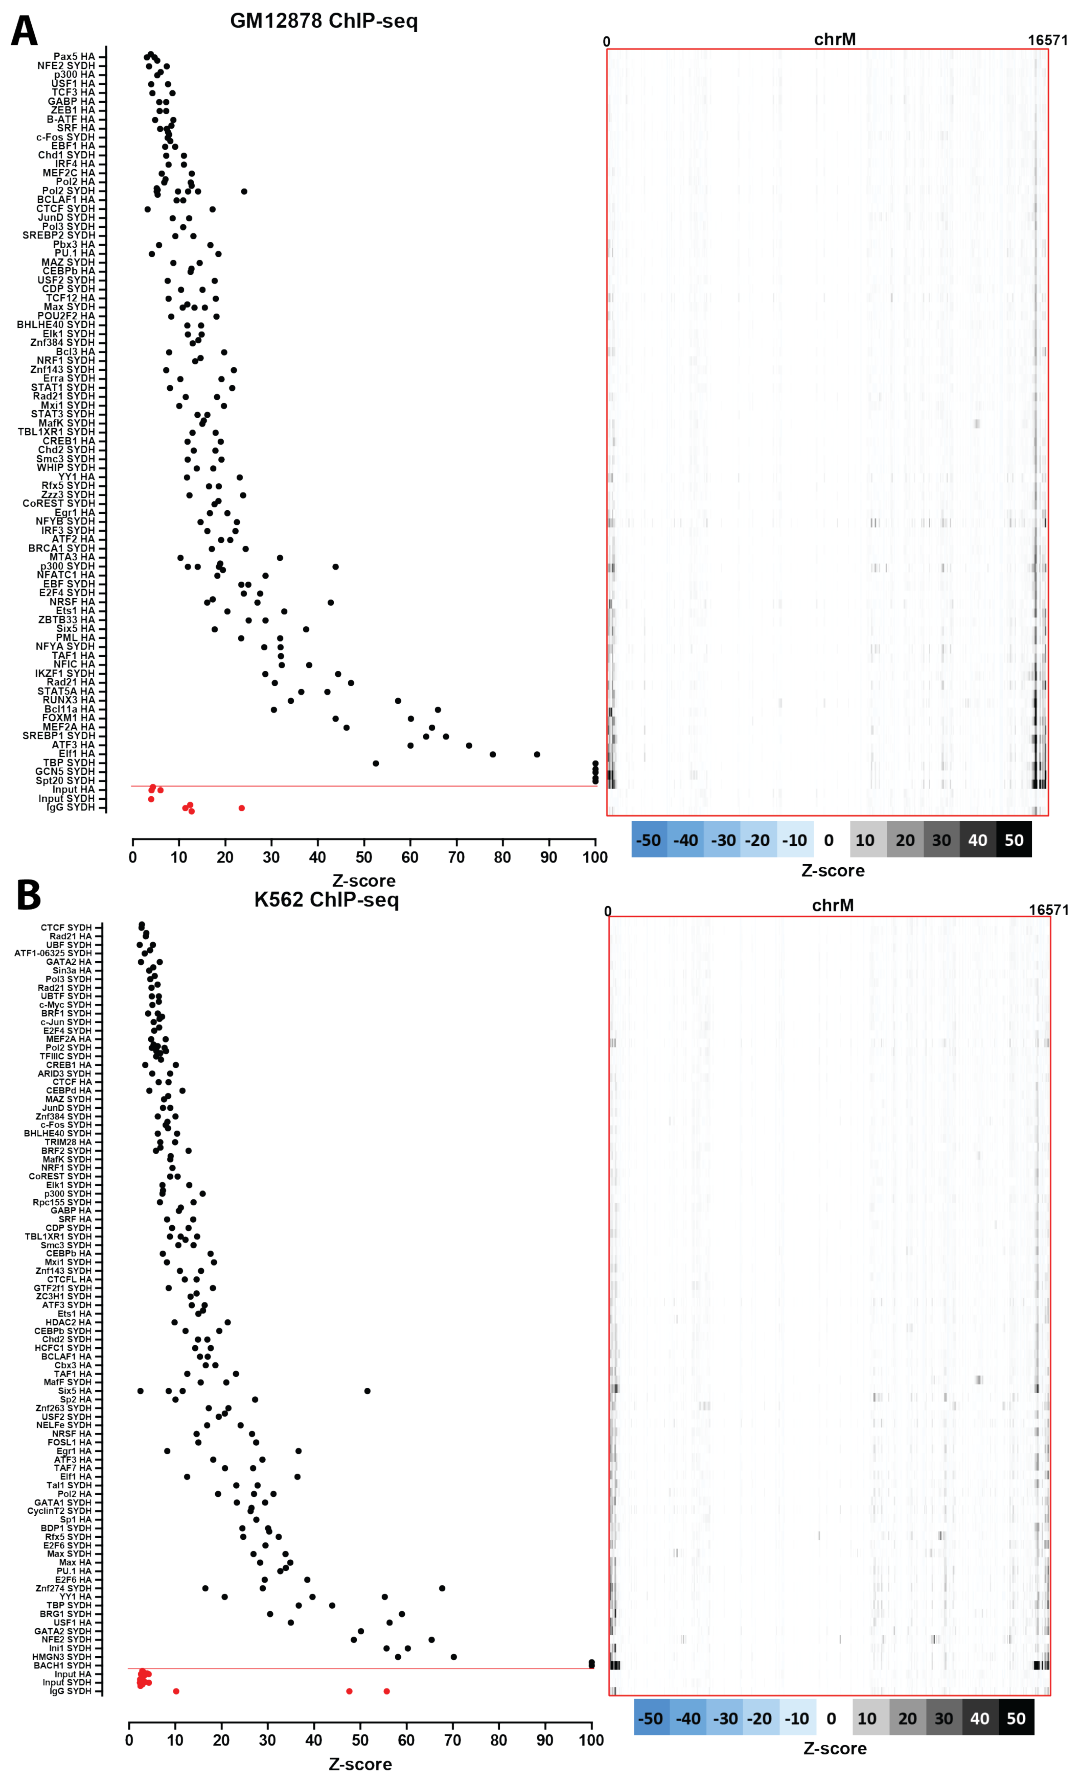 A
GM12878 ChIP-seq
0
chrM
16571
Pax5 HA
NFE2 SYDH
p300 HA
USF1 HA
TCF3 HA
GABP HA
ZEB1 HA
B-ATF HA
SRF HA
c-Fos SYDH
EBF1 HA
Chd1 SYDH
IRF4 HA
MEF2C HA
Pol2 HA
Pol2 SYDH
BCLAF1 HA
CTCF SYDH
JunD SYDH
Pol3 SYDH
SREBP2 SYDH
Pbx3 HA
PU.1 HA
MAZ SYDH
CEBPb HA
USF2 SYDH
CDP SYDH
TCF12 HA
Max SYDH
POU2F2 HA
BHLHE40 SYDH
Elk1 SYDH
Znf384 SYDH
Bcl3 HA
NRF1 SYDH
Znf143 SYDH
Erra SYDH
STAT1 SYDH
Rad21 SYDH
Mxi1 SYDH
STAT3 SYDH
MafK SYDH
TBL1XR1 SYDH
CREB1 HA
Chd2 SYDH
Smc3 SYDH
WHIP SYDH
YY1 HA
Rfx5 SYDH
Zzz3 SYDH
CoREST SYDH
Egr1 HA
NFYB SYDH
IRF3 SYDH
ATF2 HA
BRCA1 SYDH
MTA3 HA
p300 SYDH
NFATC1 HA
EBF SYDH
E2F4 SYDH
NRSF HA
Ets1 HA
ZBTB33 HA
Six5 HA
PML HA
NFYA SYDH
TAF1 HA
NFIC HA
IKZF1 SYDH
Rad21 HA
STAT5A HA
RUNX3 HA
Bcl11a HA
FOXM1 HA
MEF2A HA
SREBP1 SYDH
ATF3 HA
Elf1 HA
TBP SYDH
GCN5 SYDH
Spt20 SYDH
Input HA
Input SYDH
IgG SYDH
0 10 20 30 40 50 60 70 80 90 100
Z-score
-50 -40 -30 -20 -10 0 10 20 30 40 50
Z-score
B
K562 ChIP-seq
0
chrM
16571
CTCF SYDH
Rad21 HA
UBF SYDH
ATF1-06325 SYDH
GATA2 HA
Sin3a HA
Pol3 SYDH
Rad21 SYDH
UBTF SYDH
c-Myc SYDH
BRF1 SYDH
c-Jun SYDH
E2F4 SYDH
MEF2A HA
Pol2 SYDH
TFIIIC SYDH
CREB1 HA
ARID3 SYDH
CTCF HA
CEBPd HA
MAZ SYDH
JunD SYDH
Znf384 SYDH
c-Fos SYDH
BHLHE40 SYDH
TRIM28 HA
BRF2 SYDH
MafK SYDH
NRF1 SYDH
CoREST SYDH
Elk1 SYDH
p300 SYDH
Rpc155 SYDH
GABP HA
SRF HA
CDP SYDH
TBL1XR1 SYDH
Smc3 SYDH
CEBPb HA
Mxi1 SYDH
Znf143 SYDH
CTCFL HA
GTF2f1 SYDH
ZC3H1 SYDH
ATF3 SYDH
Ets1 HA
HDAC2 HA
CEBPb SYDH
Chd2 SYDH
HCFC1 SYDH
BCLAF1 HA
Cbx3 HA
TAF1 HA
MafF SYDH
Six5 HA
Sp2 HA
Znf263 SYDH
USF2 SYDH
NELFe SYDH
NRSF HA
FOSL1 HA
Egr1 HA
ATF3 HA
TAF7 HA
Elf1 HA
Tal1 SYDH
Pol2 HA
GATA1 SYDH
CyclinT2 SYDH
Sp1 HA
BDP1 SYDH
Rfx5 SYDH
E2F6 SYDH
Max SYDH
Max HA
PU.1 HA
E2F6 HA
Znf274 SYDH
YY1 HA
TBP SYDH
BRG1 SYDH
USF1 HA
GATA2 SYDH
NFE2 SYDH
Ini1 SYDH
HMGN3 SYDH
BACH1 SYDH
Input HA
Input SYDH
IgG SYDH
0 10 20 30 40 50 60 70 80 90 100
Z-score
-50 -40 -30 -20 -10 0 10 20 30 40 50
Z-score